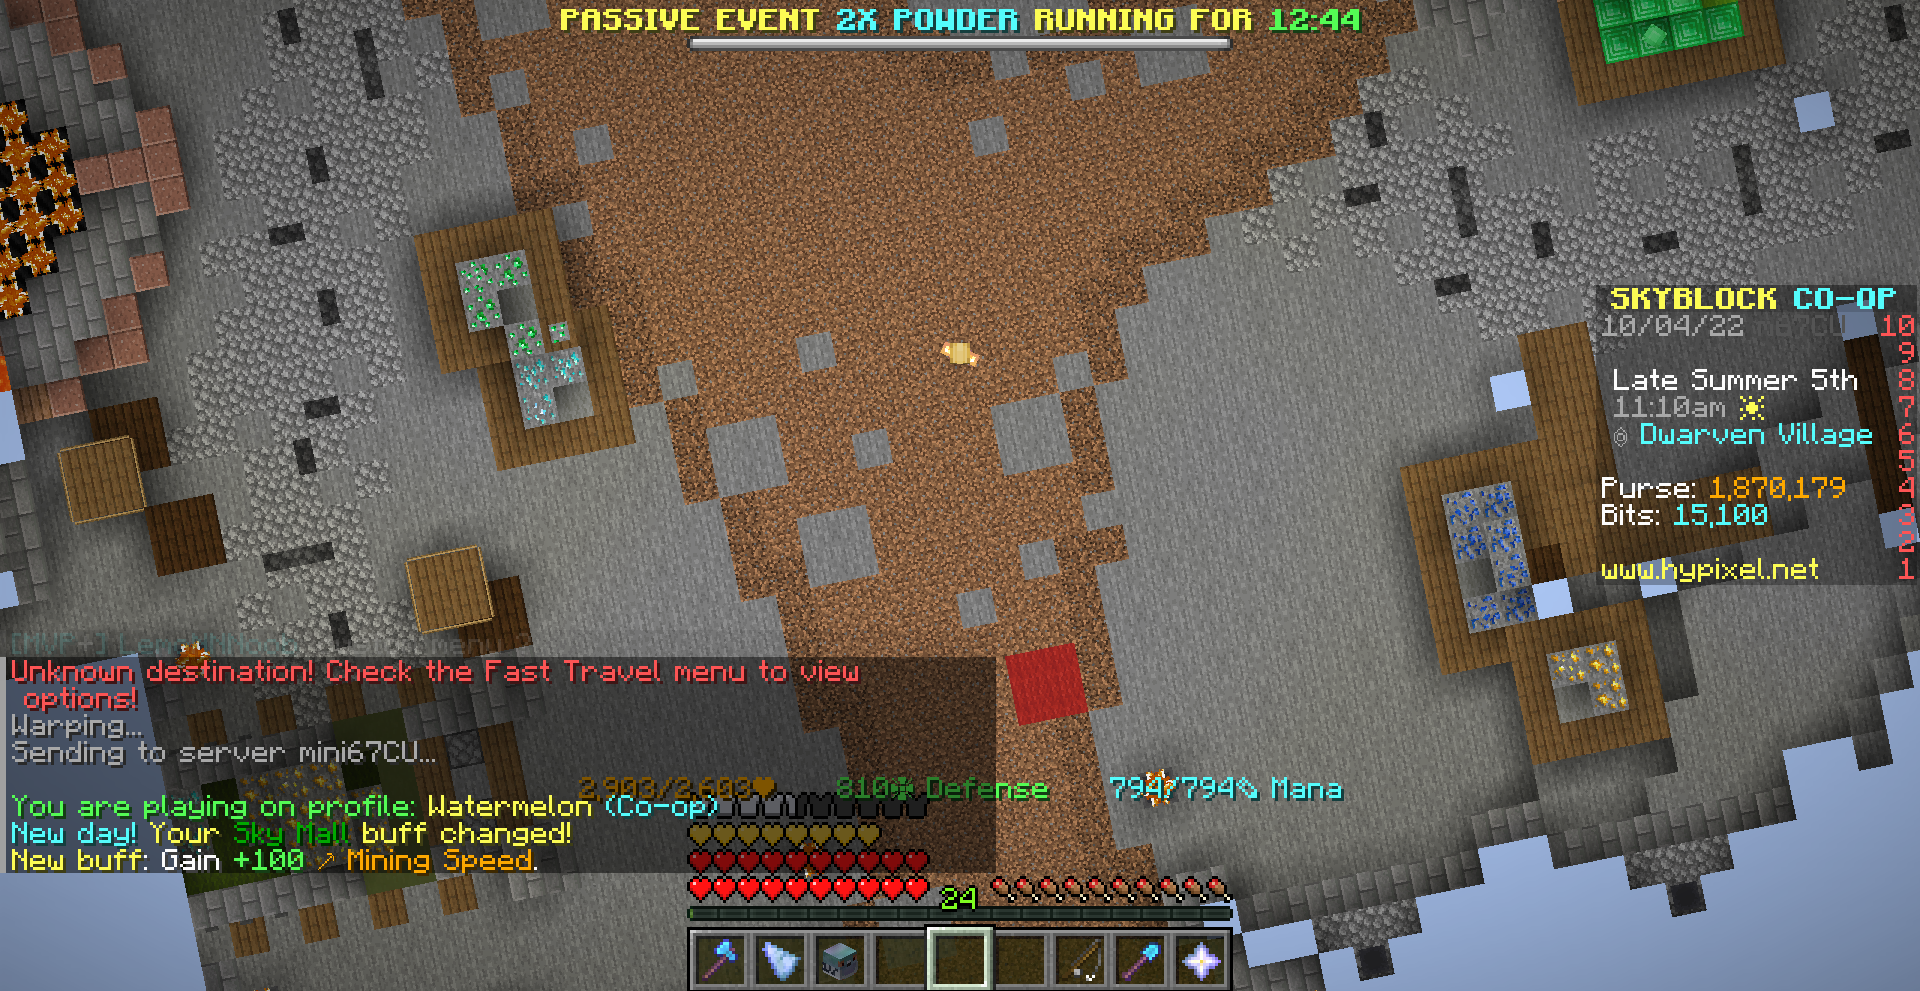 PASSIVE EVENT 2X POWDER RUNNING FOR 12:44
SKYBLOCK CO-OP
10/04/22 10
9
Late Summer 5th 8
11:10am 7
Dwarven Village 6
5
Purse: 1,870,179 4
Bits: 15,100 3
2
www.hypixel.net 1
Unknown destination! Check the Fast Travel menu to view
options!
Warping...
Sending to server mini67CU...
2,903/2,603❤ 810 Defense 794/794 Mana
You are playing on profile: Watermelon (Co-op)
New day! Your Sky Mall buff changed!
New buff: Gain +100 Mining Speed.
24